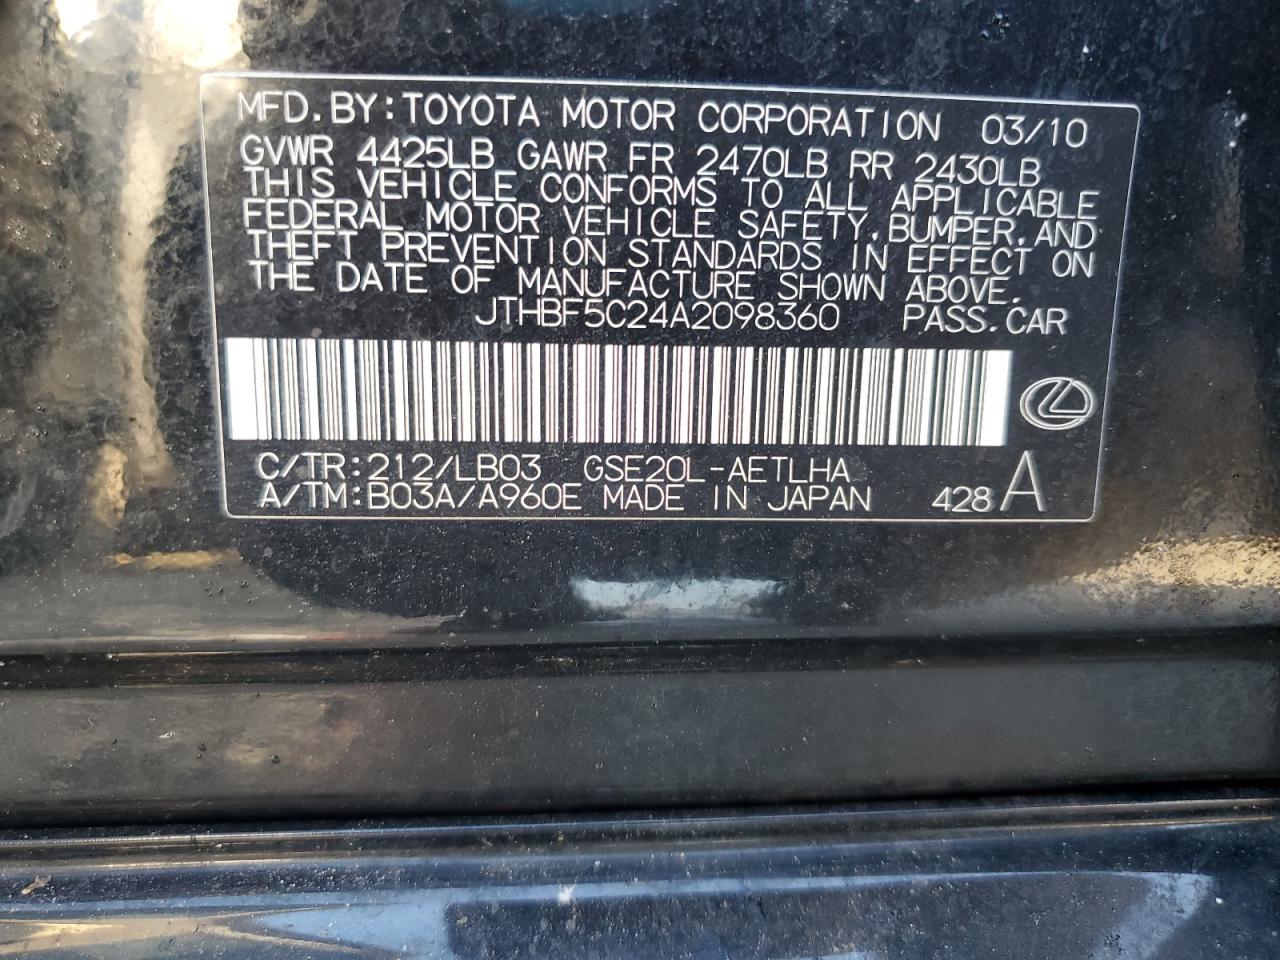 MFD. BY: TOYOTA MOTOR CORPORATION 03/10
GVWR 4425LB GAWR FR 2470LB RR 2430LB
THIS VEHICLE CONFORMS TO ALL APPLICABLE
FEDERAL MOTOR VEHICLE SAFETY, BUMPER, AND
THEFT PREVENTION STANDARDS IN EFFECT ON
THE DATE OF MANUFACTURE SHOWN ABOVE.
JTHBF5C24A2098360 PASS. CAR
C/TR: 212/LB03 GSE20L-AETLHA
A/TM: B03A/A960E MADE IN JAPAN 428 A